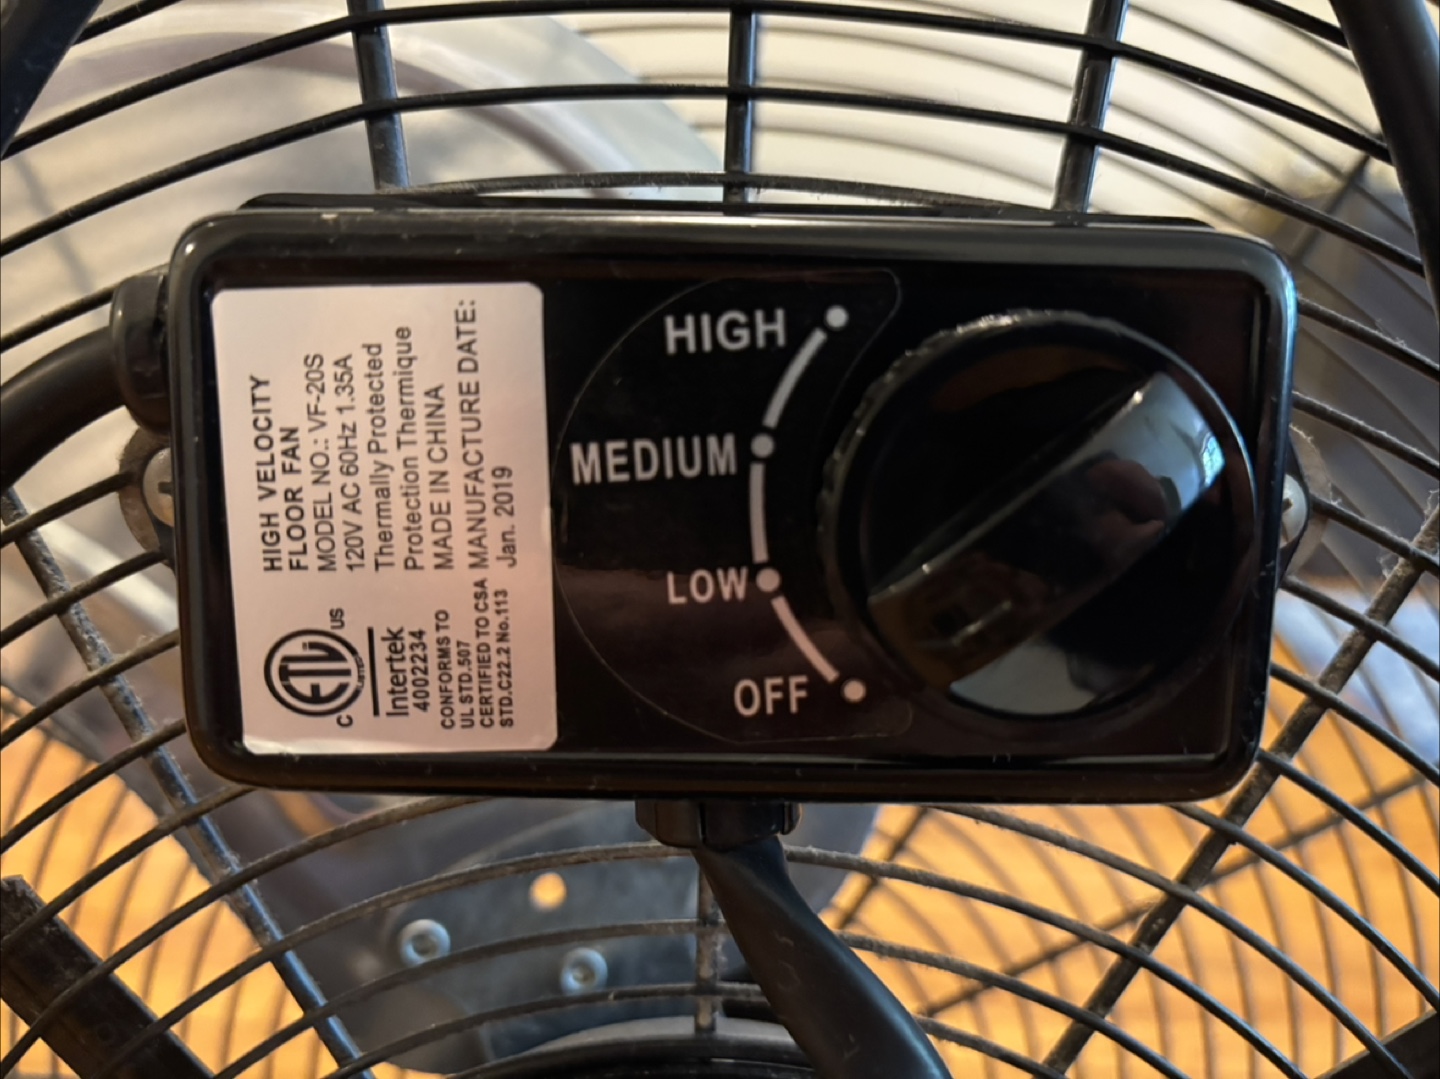 HIGH VELOCITY
FLOOR FAN
MODEL NO.: VF-20S
120V AC 60Hz 1.35A
Thermally Protected
Protection Thermique
MADE IN CHINA
MANUFACTURE DATE:
Jan. 2019
ETL
C US
Intertek
4002234
CONFORMS TO
UL STD.507
CERTIFIED TO CSA
STD.C22.2 No.113
HIGH
MEDIUM
LOW
OFF